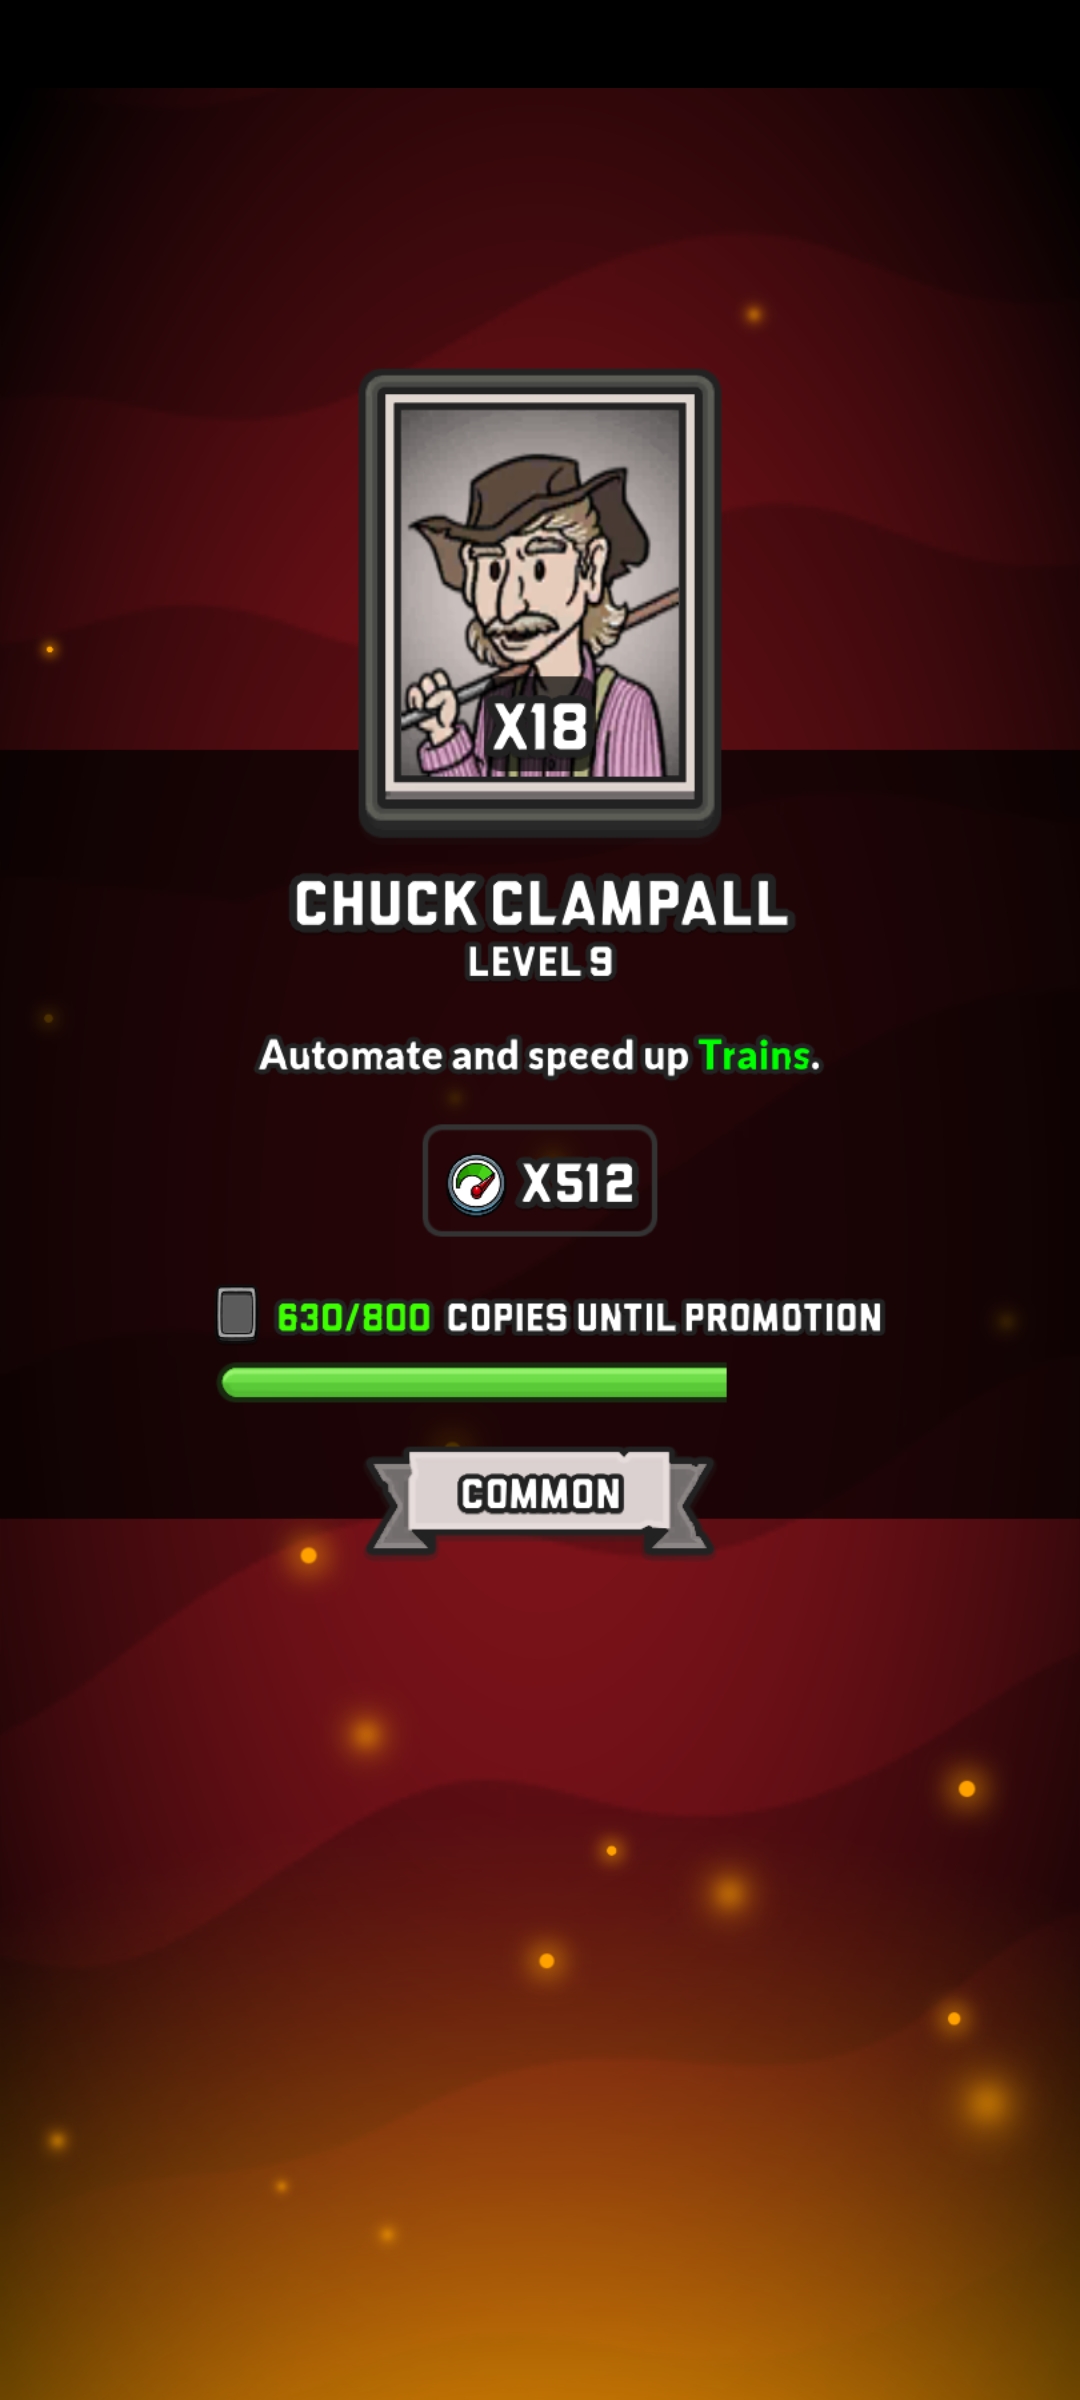 X18
CHUCK CLAMPALL
LEVEL 9
Automate and speed up Trains.
X512
630/800 COPIES UNTIL PROMOTION
COMMON